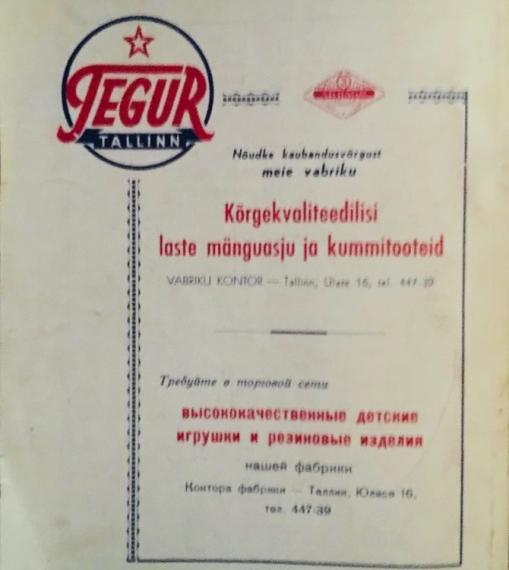 TEGUR
TALLINN
Nõudke kaubandusvõrgust
meie vabriku
Kõrgekvaliteedilisi
laste mänguasju ja kummitooteid
VABRIKU KONTOR — Tallinn, Ülase 16, tel. 447-39
Требуйте в торговой сети
высококачественные детские
игрушки и резиновые изделия
нашей фабрики
Контора фабрики — Таллин, Юласе 16,
тел. 447-39